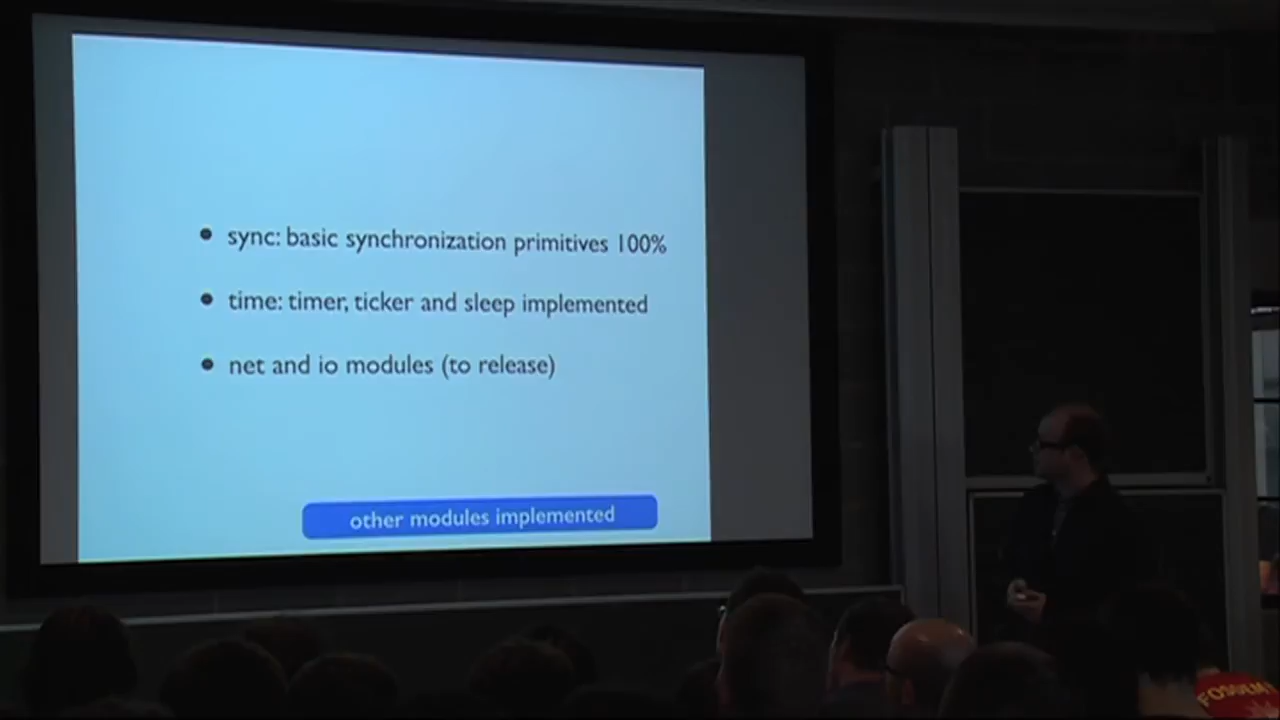 sync: basic synchronization primitives 100%
time: timer, ticker and sleep implemented
net and io modules (to release)
other modules implemented
FOSDEM